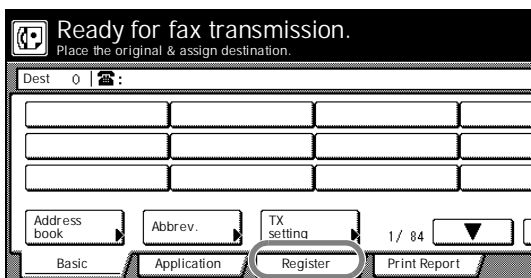 Ready for fax transmission.
Place the original & assign destination.
Dest 0 ☎:
Address book
Abbrev.
TX setting
1/ 84
Basic
Application
Register
Print Report